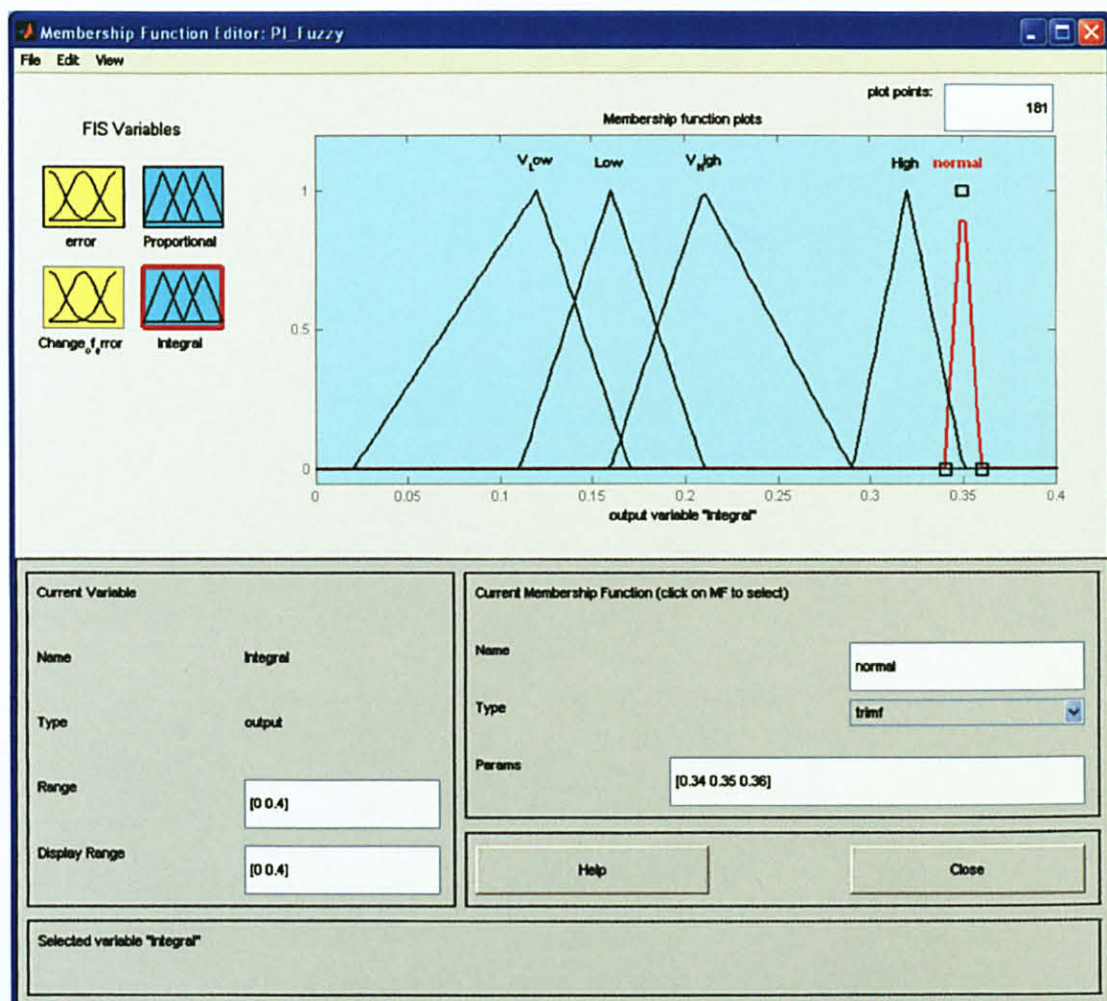 Membership Function Editor: PI_Fuzzy
File Edit View
FIS Variables
error
Proportional
Change_of_error
Integral
plot points:
181
Membership function plots
V_Low
Low
V_High
High
normal
1
0.5
0
0
0.05
0.1
0.15
0.2
0.25
0.3
0.35
0.4
output variable "Integral"
Current Variable
Name
Integral
Type
output
Range
[0 0.4]
Display Range
[0 0.4]
Current Membership Function (click on MF to select)
Name
normal
Type
trimf
Params
[0.34 0.35 0.36]
Help
Close
Selected variable "Integral"